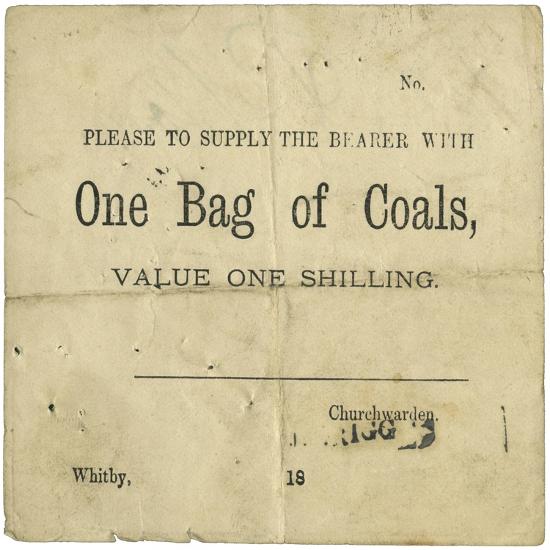 No.
PLEASE TO SUPPLY THE BEARER WITH
One Bag of Coals,
VALUE ONE SHILLING.
Churchwarden.
Whitby, 18